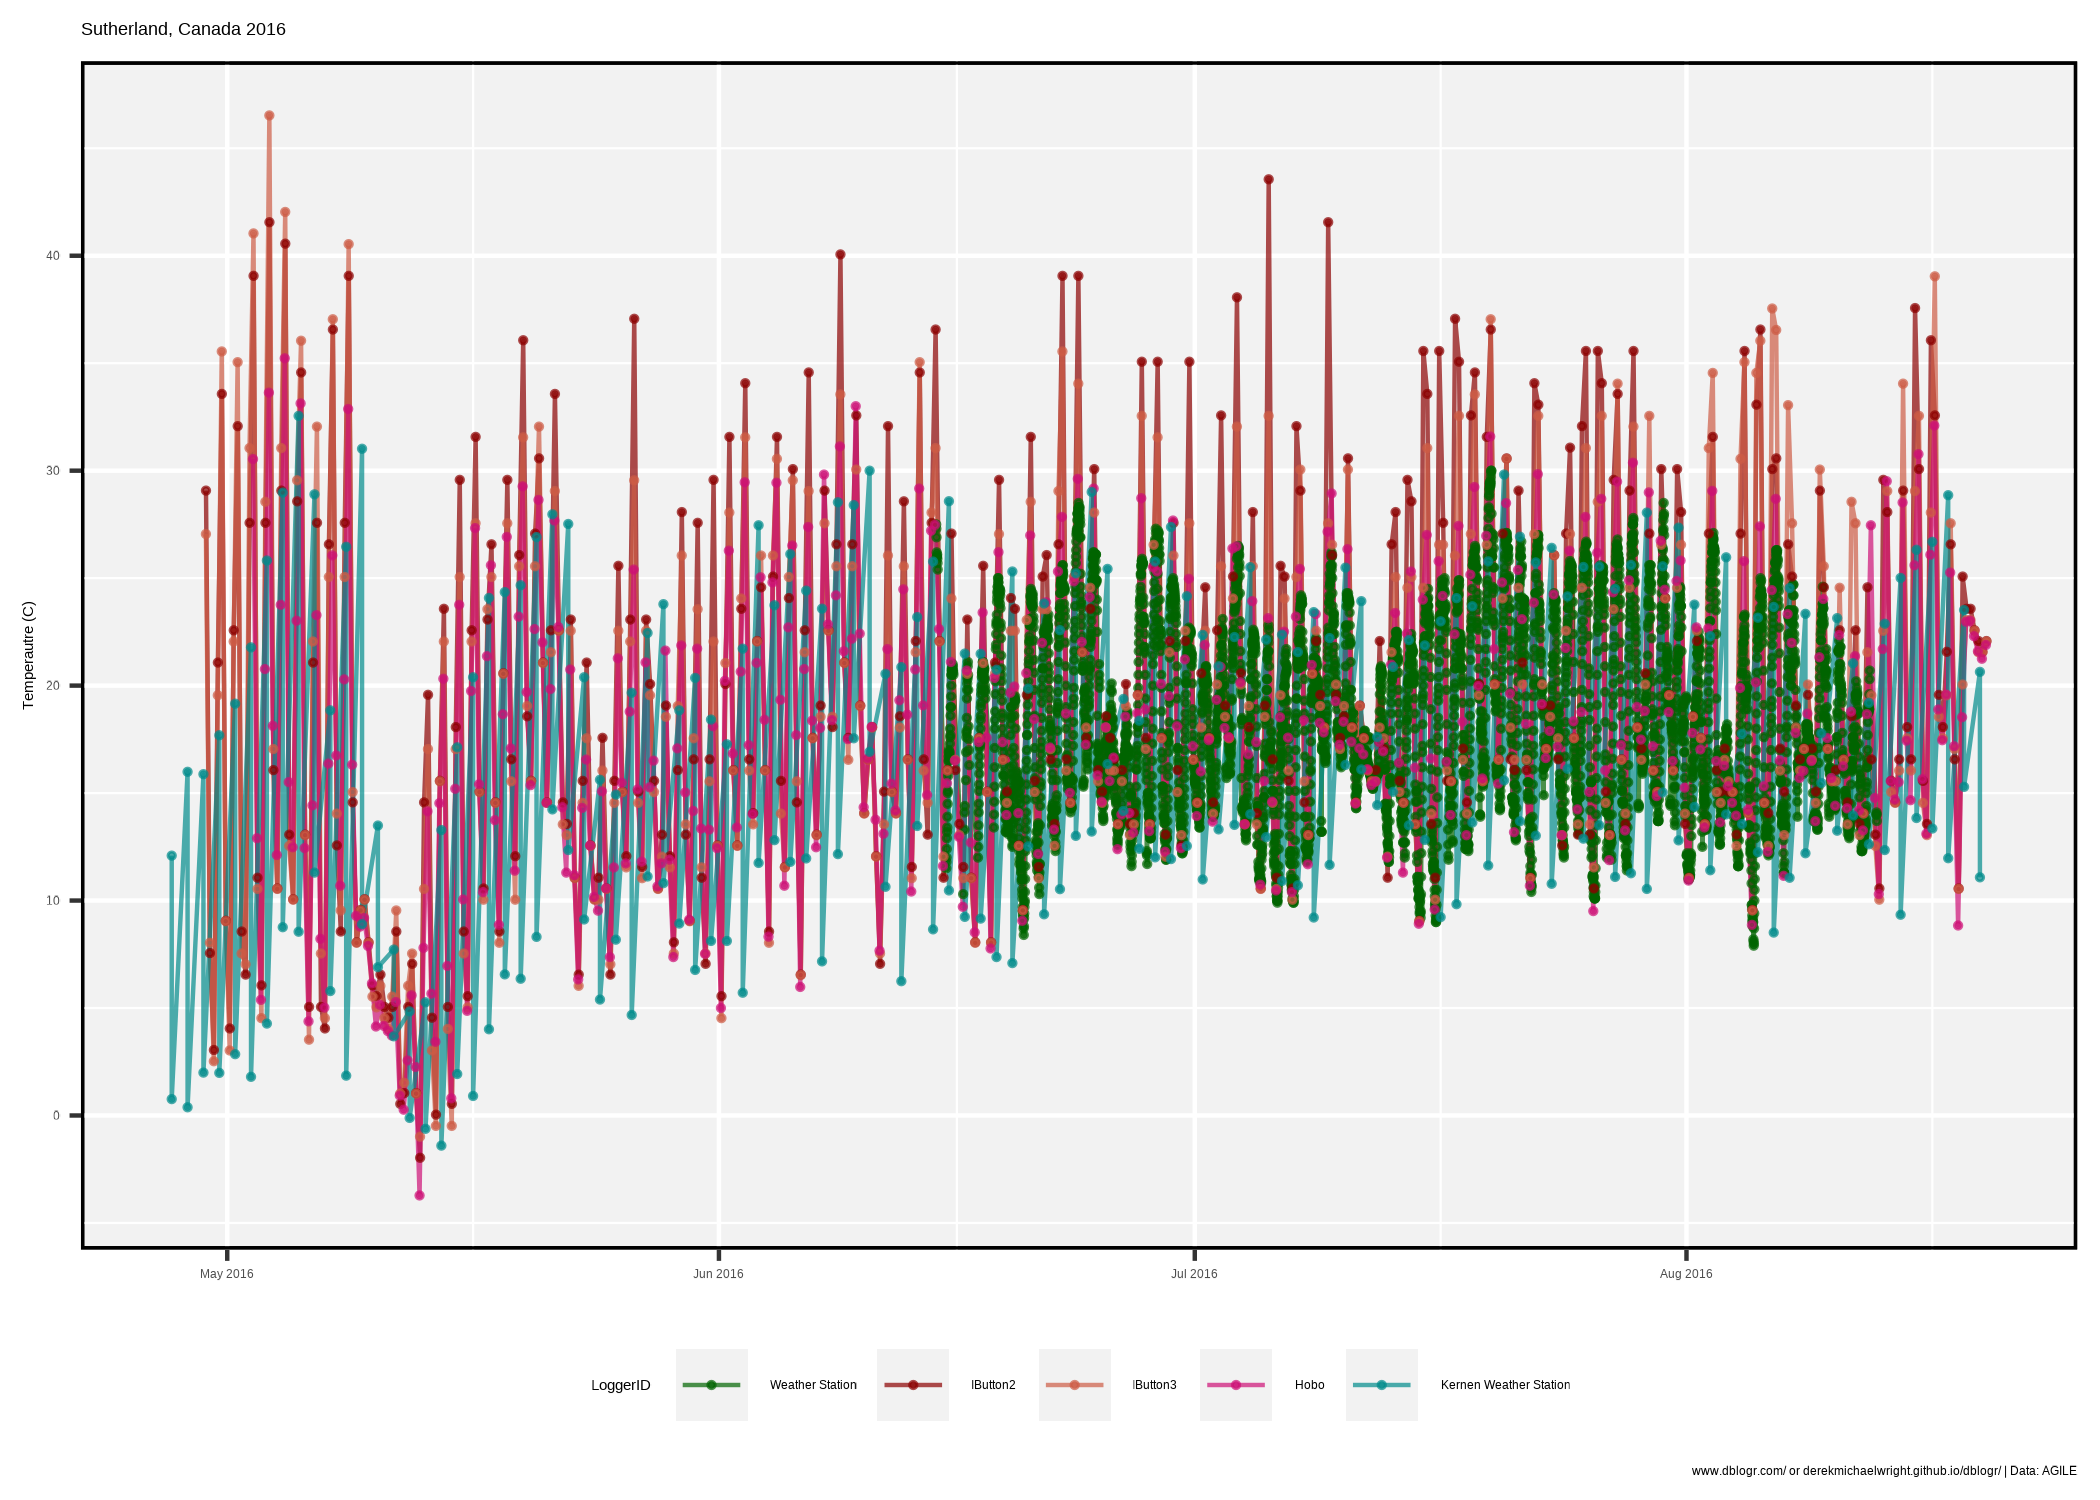 Sutherland, Canada 2016
Temperautre (C)
40
30
20
10
0
May 2016
Jun 2016
Jul 2016
Aug 2016
LoggerID
Weather Station
IButton2
IButton3
Hobo
Kernen Weather Station
www.dblogr.com/ or derekmichaelwright.github.io/dblogr/ | Data: AGILE